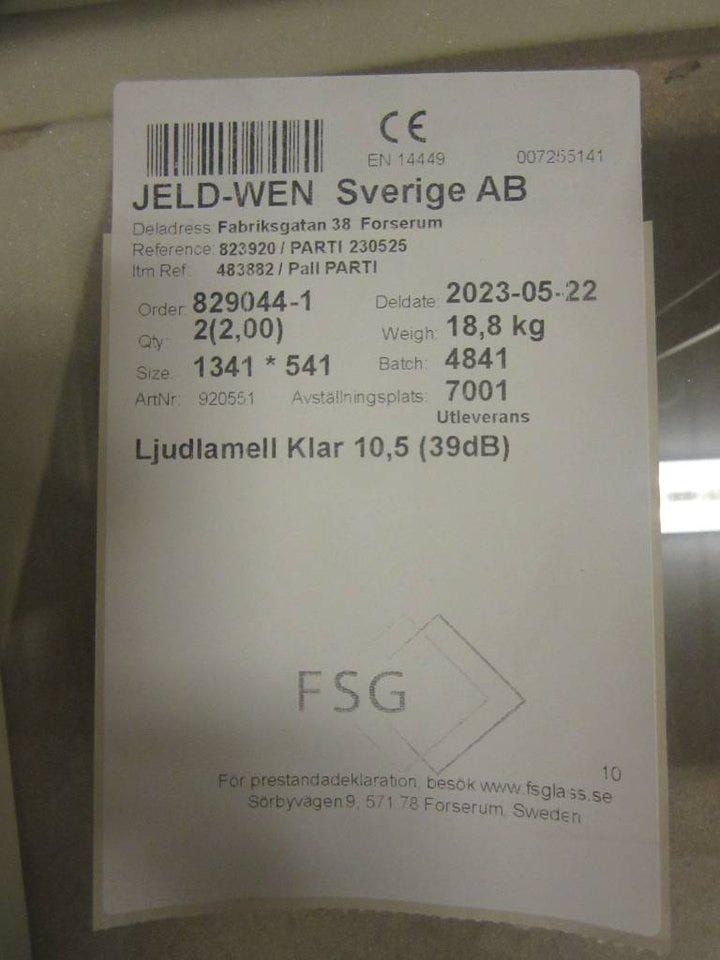 CE
EN 14449
007255141
JELD-WEN Sverige AB
Deladress: Fabriksgatan 38 Forserum
Reference: 823920 / PARTI 230525
Itm Ref: 483882 / Pall PARTI
Order: 829044-1 Deldate: 2023-05-22
Qty: 2(2,00) Weigh: 18,8 kg
Size: 1341 * 541 Batch: 4841
ArtNr: 920551 Avställningsplats: 7001
Utleverans
Ljudlamell Klar 10,5 (39dB)
FSG
10
För prestandadeklaration, besök www.fsglass.se
Sörbyvägen 9, 571 78 Forserum, Sweden